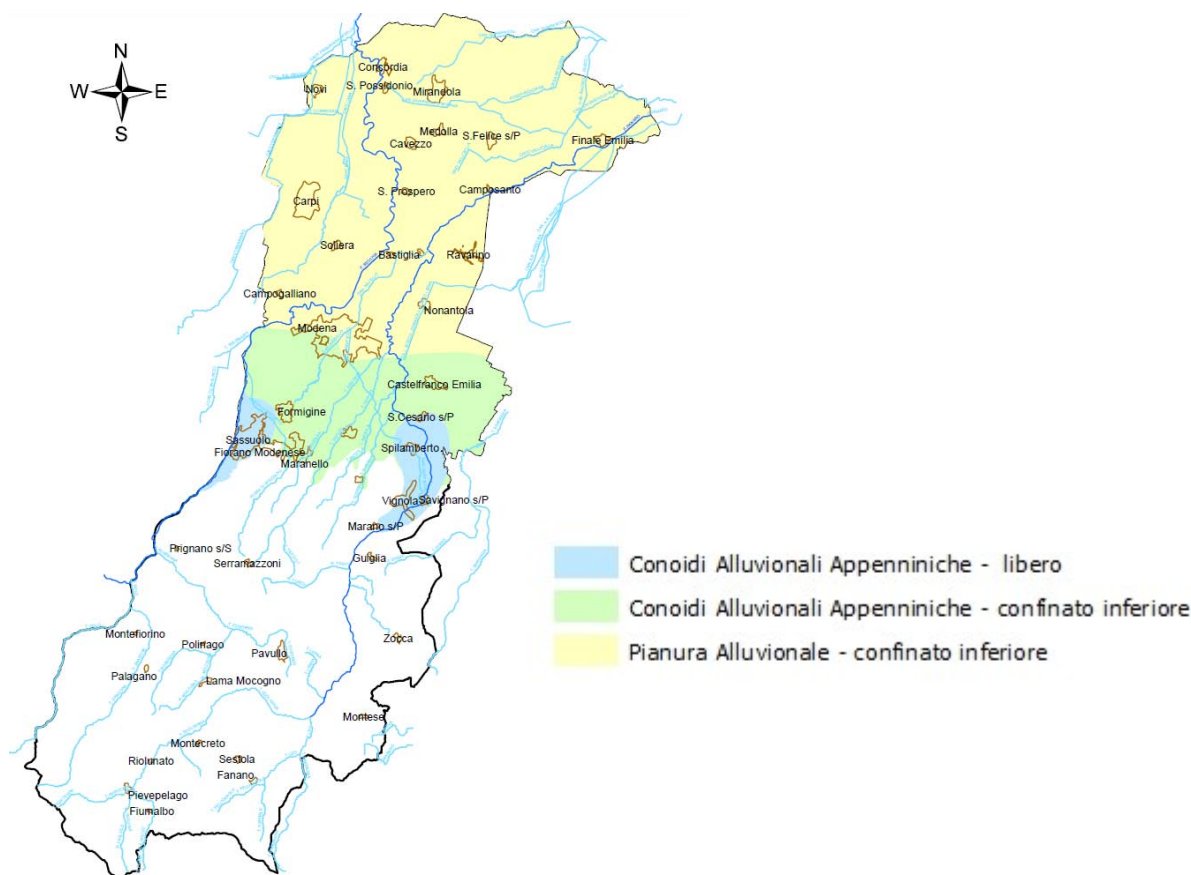 N
W E
S
Concordia
S. Possidonio
Novi
Mirandola
Medolla
S.Felice s/P
Cavezzo
Finale Emilia
S. Prospero
Camposanto
Carpi
Soliera
Bastiglia
Ravarino
Campogalliano
Nonantola
Modena
Castelfranco Emilia
Formigine
S.Cesario s/P
Sassuolo
Spilamberto
Fiorano Modenese
Maranello
Vignola
Savignano s/P
Marano s/P
Prignano s/S
Guiglia
Serramazzoni
Conoidi Alluvionali Appenniniche - libero
Conoidi Alluvionali Appenniniche - confinato inferiore
Pianura Alluvionale - confinato inferiore
Montefiorino
Polinago
Pavullo
Zocca
Palagano
Lama Mocogno
Montese
Montecreto
Riolunato
Sestola
Fanano
Pievepelago
Fiumalbo